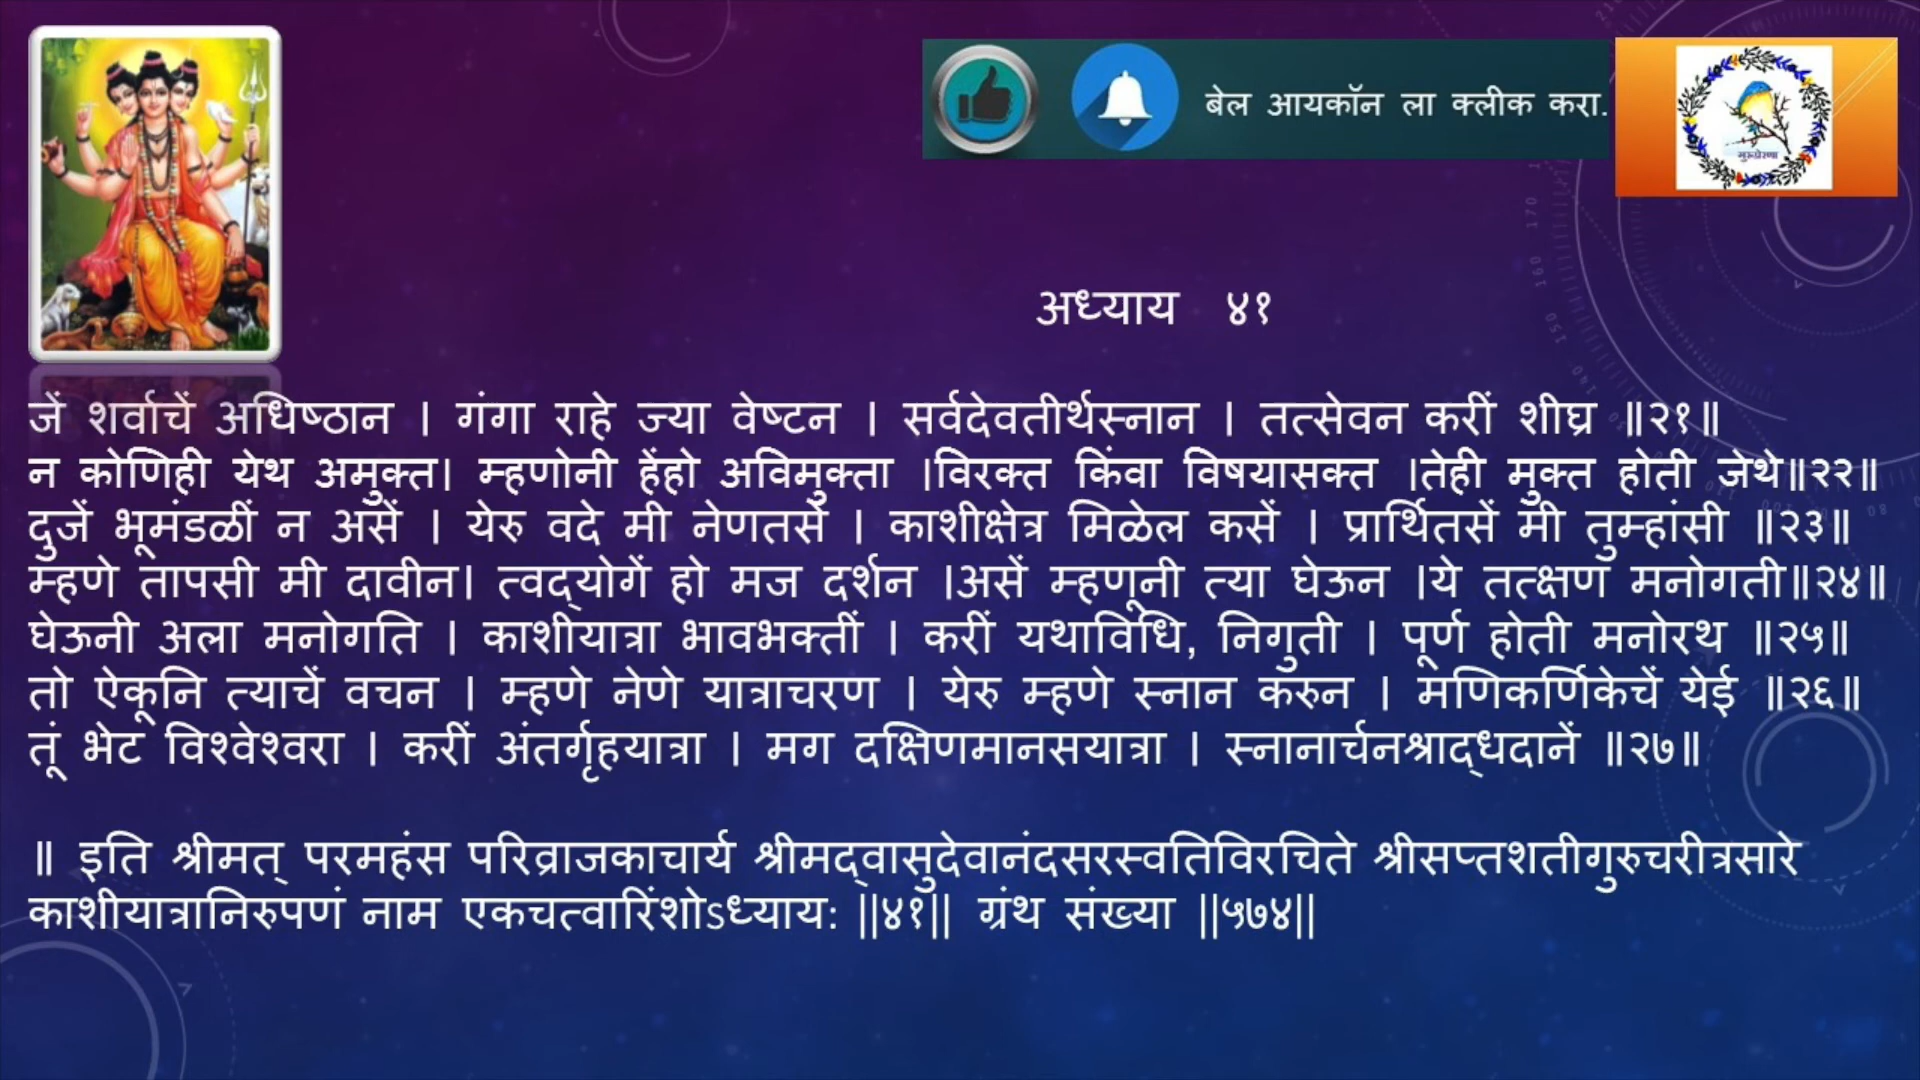 बेल आयकॉन ला क्लीक करा.
गुरुप्रेरणा
अध्याय ४१
जें शर्वाचें अधिष्ठान । गंगा राहे ज्या वेष्टन । सर्वदेवतीर्थस्नान । तत्सेवन करीं शीघ्र ॥२१॥
न कोणिही येथ अमुक्त। म्हणोनी हेंहो अविमुक्ता ।विरक्त किंवा विषयासक्त ।तेही मुक्त होती जेथे॥२२॥
दुजें भूमंडळीं न असें । येरु वदे मी नेणतसें । काशीक्षेत्र मिळेल कसें । प्रार्थितसें मी तुम्हांसी ॥२३॥
म्हणे तापसी मी दावीन। त्वद्‌योगें हो मज दर्शन ।असें म्हणूनी त्या घेऊन ।ये तत्क्षण मनोगती॥२४॥
घेऊनी अला मनोगति । काशीयात्रा भावभक्तीं । करीं यथाविधि, निगुती । पूर्ण होती मनोरथ ॥२५॥
तो ऐकूनि त्याचें वचन । म्हणे नेणे यात्राचरण । येरु म्हणे स्नान करुन । मणिकर्णिकेचें येई ॥२६॥
तूं भेट विश्वेश्वरा । करीं अंतर्गृहयात्रा । मग दक्षिणमानसयात्रा । स्नानार्चनश्राद्धदानें ॥२७॥
॥ इति श्रीमत् परमहंस परिव्राजकाचार्य श्रीमद्‌वासुदेवानंदसरस्वतिविरचिते श्रीसप्तशतीगुरुचरीत्रसारे
काशीयात्रानिरुपणं नाम एकचत्वारिंशोऽध्याय: ||४१|| ग्रंथ संख्या ||५७४||